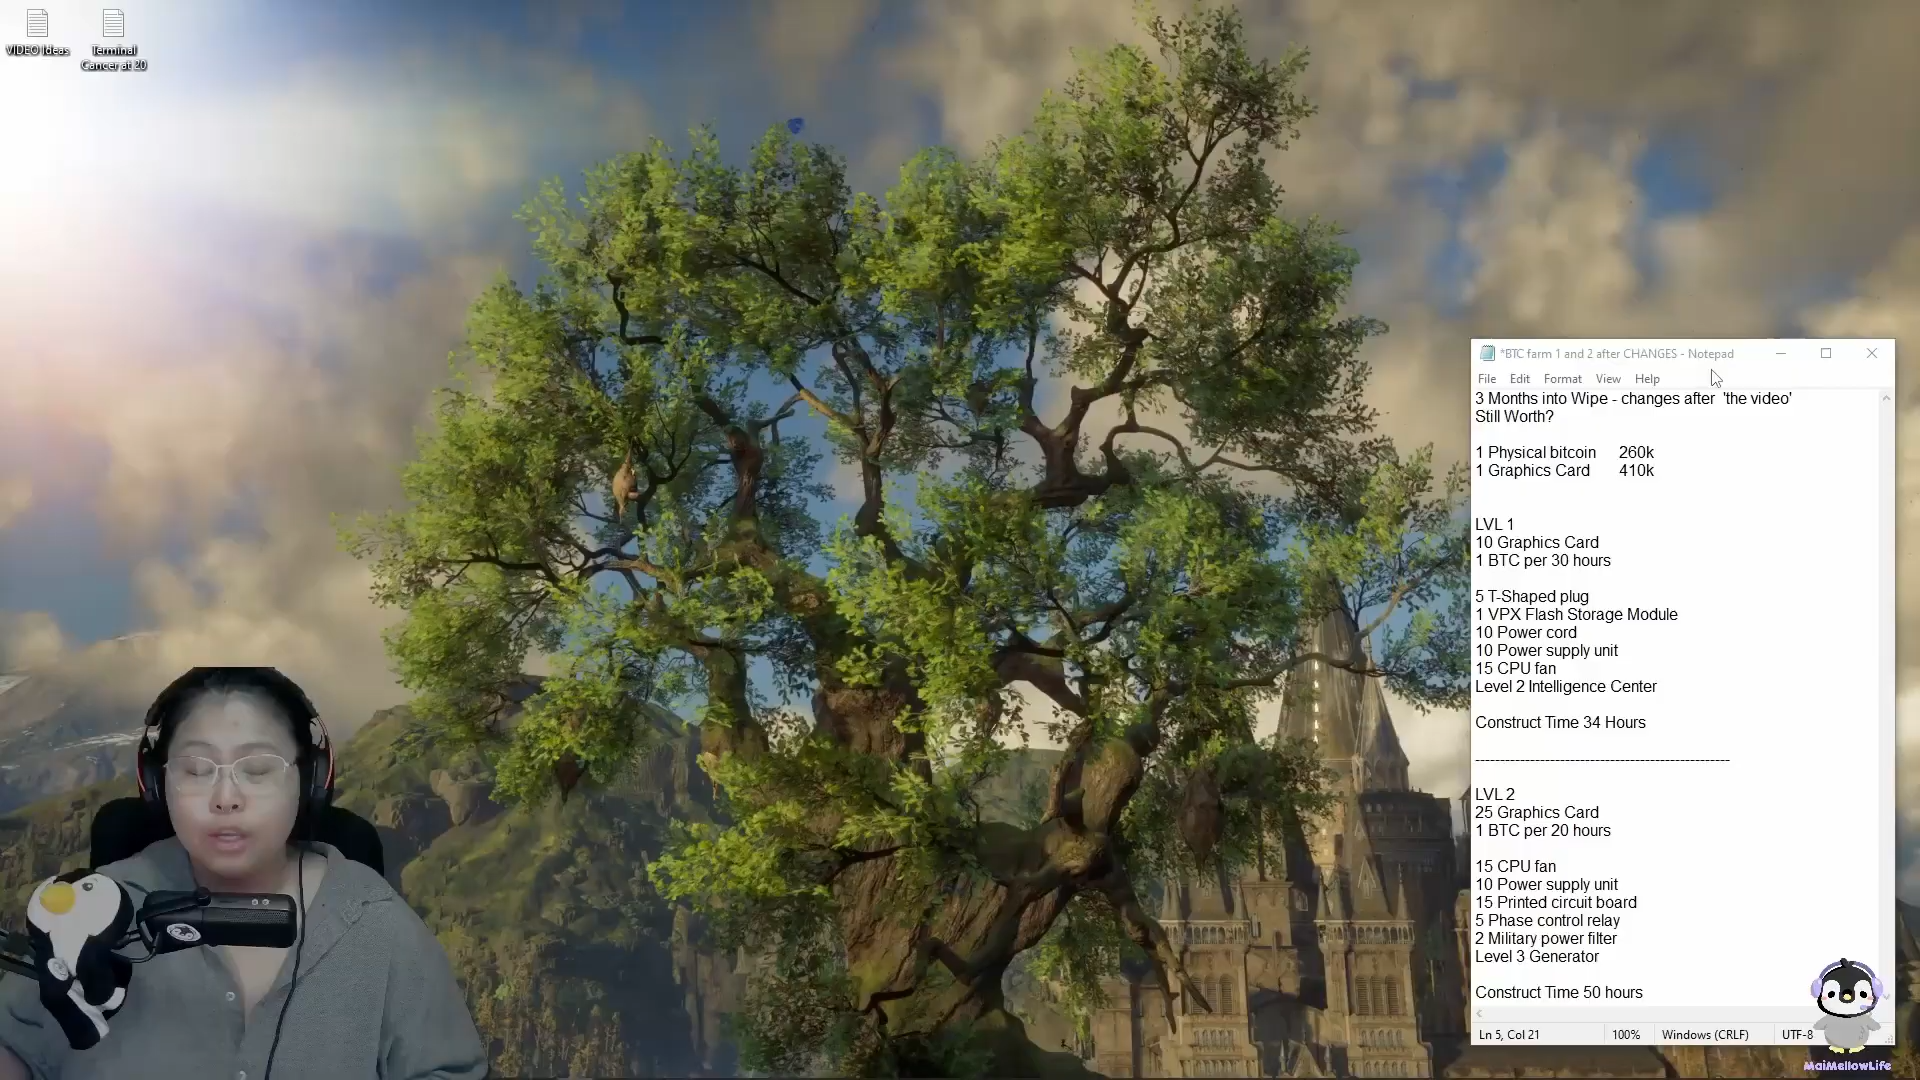 VIDEO Ideas
Terminal
Cancer at 20
*BTC farm 1 and 2 after CHANGES - Notepad
File Edit Format View Help
3 Months into Wipe - changes after 'the video'
Still Worth?
1 Physical bitcoin 260k
1 Graphics Card 410k
LVL 1
10 Graphics Card
1 BTC per 30 hours
5 T-Shaped plug
1 VPX Flash Storage Module
10 Power cord
10 Power supply unit
15 CPU fan
Level 2 Intelligence Center
Construct Time 34 Hours
---------------------------------------------------
LVL 2
25 Graphics Card
1 BTC per 20 hours
15 CPU fan
10 Power supply unit
15 Printed circuit board
5 Phase control relay
2 Military power filter
Level 3 Generator
Construct Time 50 hours
Ln 5, Col 21 100% Windows (CRLF) UTF-8
MaiMellowLife